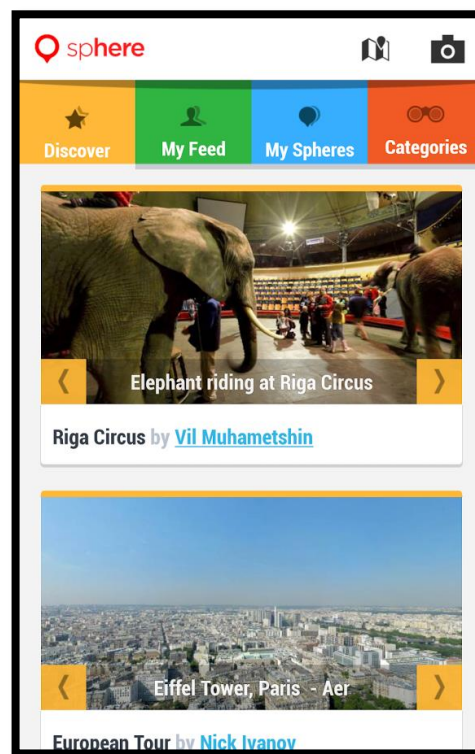 sphere
Discover My Feed My Spheres Categories
Elephant riding at Riga Circus
Riga Circus by Vil Muhametshin
Eiffel Tower, Paris - Aer
European Tour by Nick Ivanov